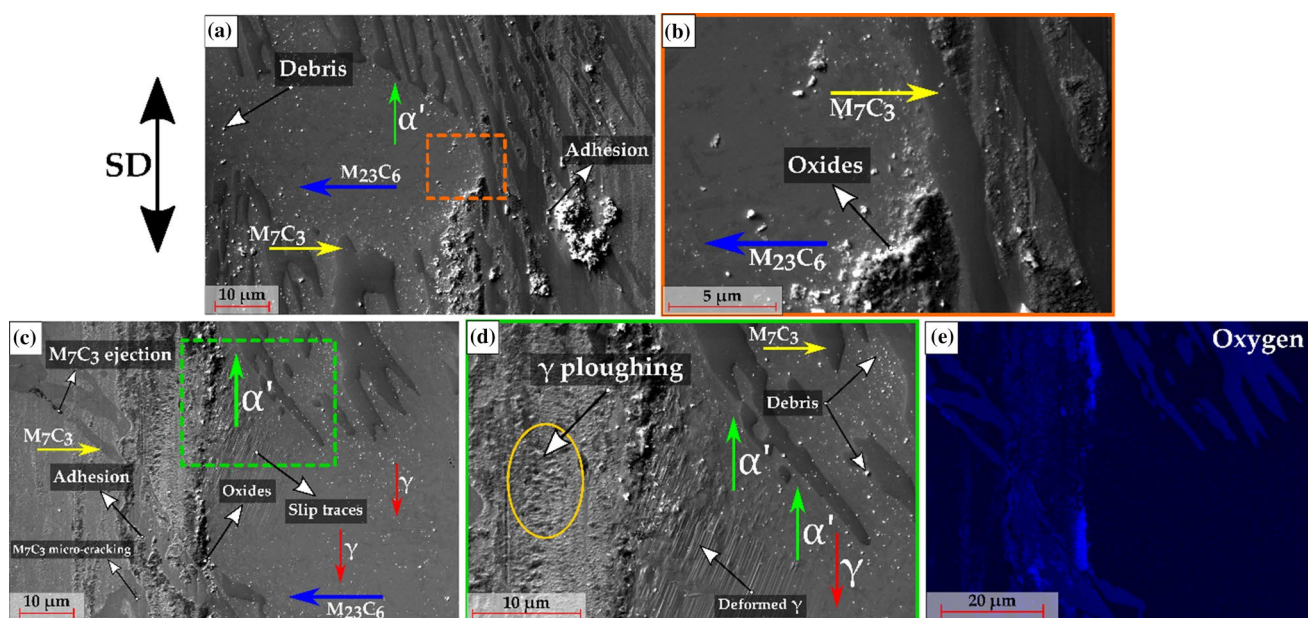 SD
(a)
Debris
α'
M₂₃C₆
Adhesion
M₇C₃
10 μm
(b)
M₇C₃
Oxides
M₂₃C₆
5 μm
(c)
M₇C₃ ejection
α'
M₇C₃
Adhesion
Oxides
Slip traces
γ
M₇C₃ micro-cracking
γ
M₂₃C₆
10 μm
(d)
M₇C₃
γ ploughing
Debris
α'
α'
γ
Deformed γ
10 μm
(e)
Oxygen
20 μm